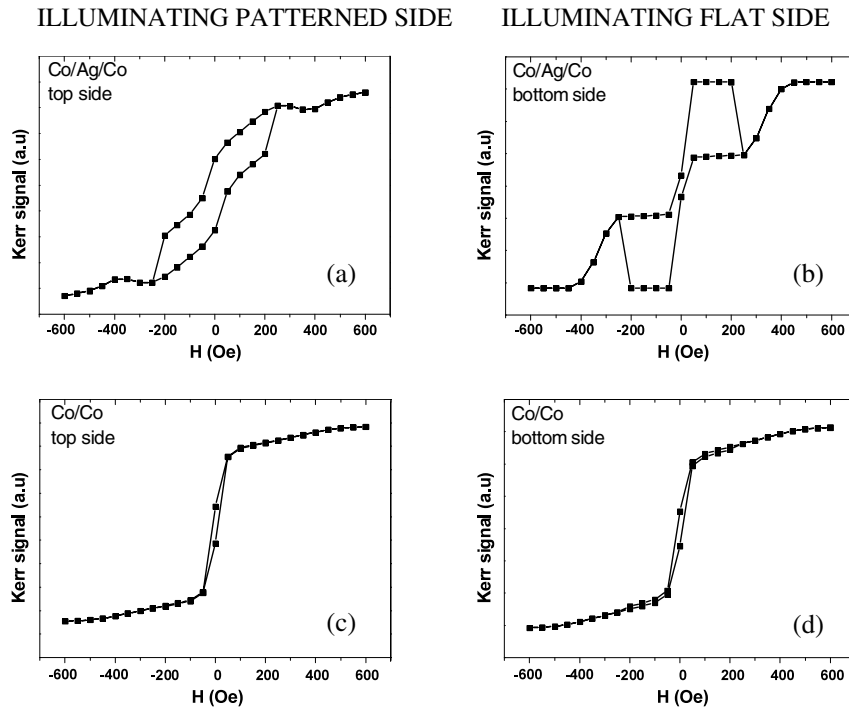 ILLUMINATING PATTERNED SIDE
ILLUMINATING FLAT SIDE
Co/Ag/Co
top side
Kerr signal (a.u)
(a)
-600 -400 -200 0 200 400 600
H (Oe)
Co/Ag/Co
bottom side
Kerr signal (a.u)
(b)
-600 -400 -200 0 200 400 600
H (Oe)
Co/Co
top side
Kerr signal (a.u)
(c)
-600 -400 -200 0 200 400 600
H (Oe)
Co/Co
bottom side
Kerr signal (a.u)
(d)
-600 -400 -200 0 200 400 600
H (Oe)